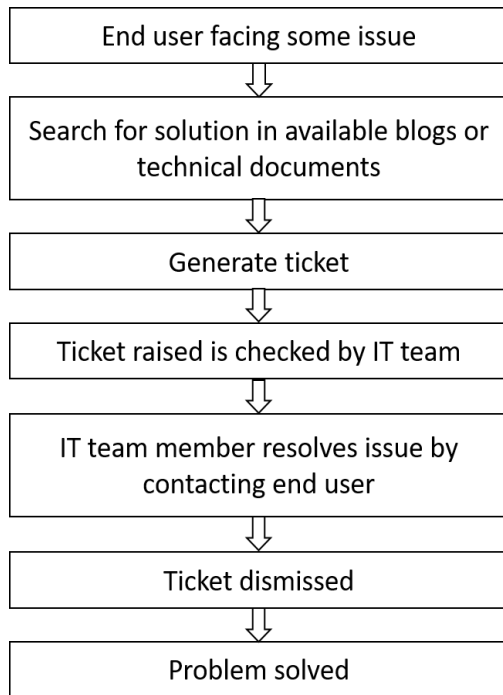 End user facing some issue
Search for solution in available blogs or
technical documents
Generate ticket
Ticket raised is checked by IT team
IT team member resolves issue by
contacting end user
Ticket dismissed
Problem solved